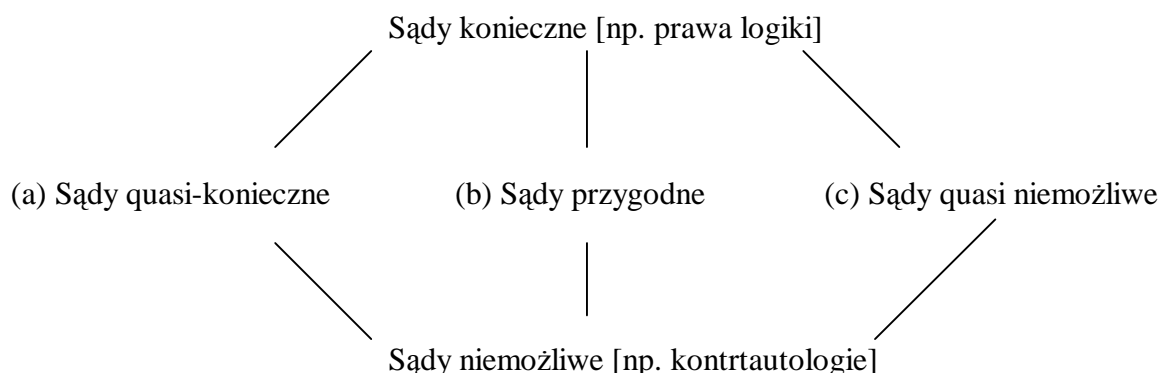 Sądy konieczne [np. prawa logiki]
(a) Sądy quasi-konieczne (b) Sądy przygodne (c) Sądy quasi niemożliwe
Sądy niemożliwe [np. kontrtautologie]